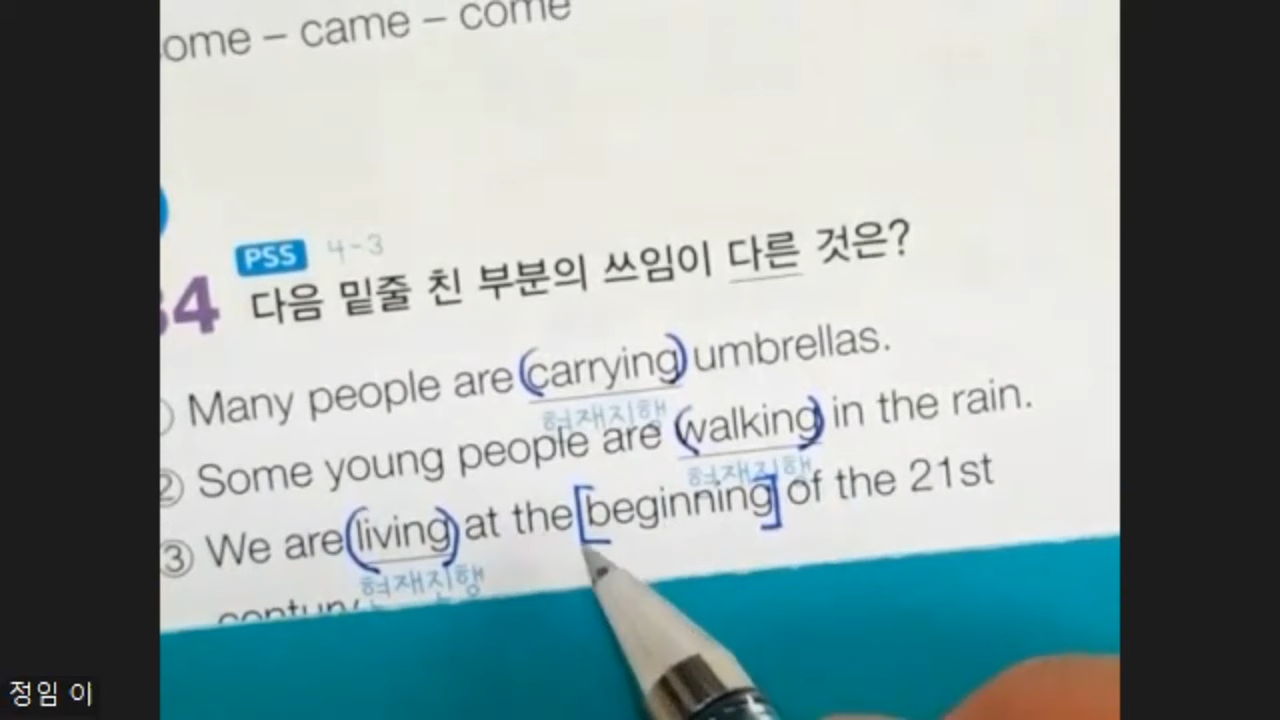 ome – came – come
PSS 4-3
34 다음 밑줄 친 부분의 쓰임이 다른 것은?
Many people are (carrying) umbrellas.
현재진행
② Some young people are (walking) in the rain.
현재진행
③ We are (living) at the [beginning] of the 21st
현재진행
century
정임 이